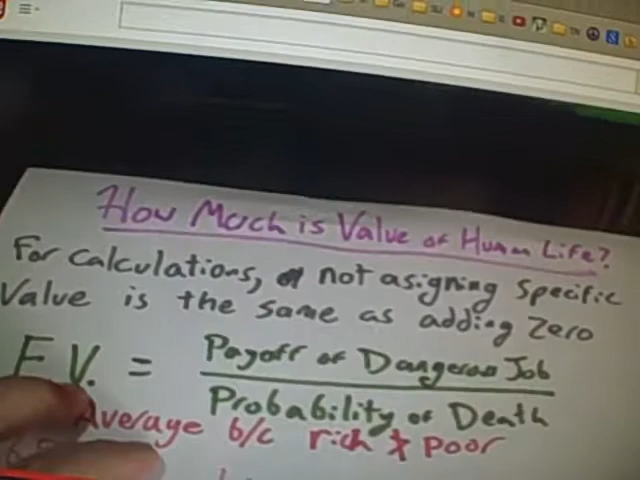 How Much is Value of Human Life?
For calculations, not asigning specific
Value is the same as adding Zero
E V. = Payoff of Dangerous Job
Probability of Death
Average b/c rich & poor